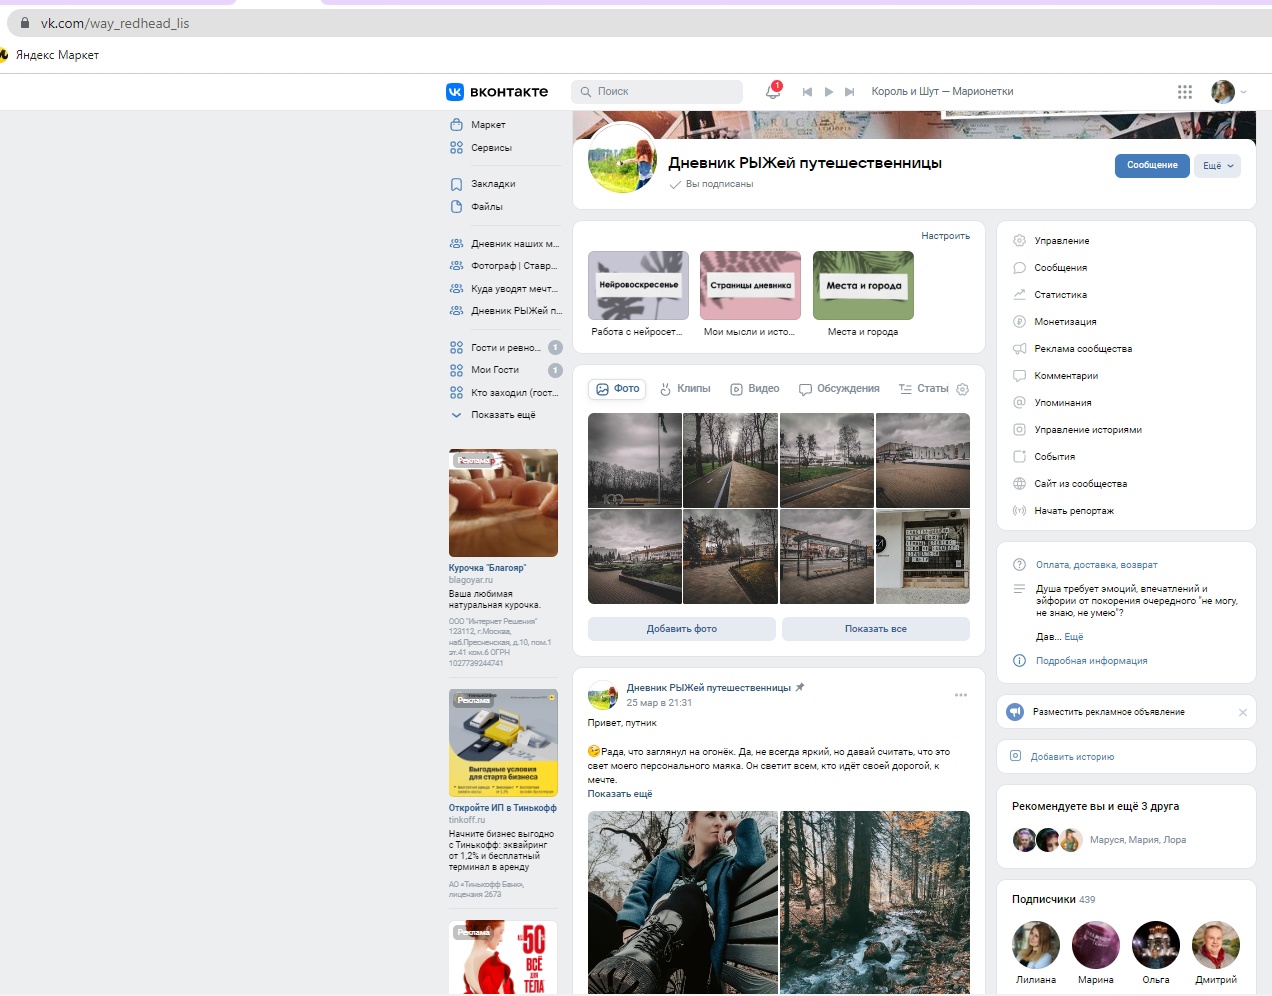 vk.com/way_redhead_lis
Яндекс Маркет
вконтакте
Поиск
1
Король и Шут — Марионетки
Маркет
Сервисы
Закладки
Файлы
Дневник наших м...
Фотограф | Ставр...
Куда уводят мечт...
Дневник РЫЖей п...
Гости и ревно... 1
Мои Гости 1
Кто заходил (гост...
Показать ещё
Реклама
Курочка "Благояр"
blagoyar.ru
Ваша любимая
натуральная курочка.
ООО "Интернет Решения"
123112, г.Москва,
наб.Пресненская, д.10, пом.1
эт.41 ком.6 ОГРН
1027739244741
Реклама
Выгодные условия
для старта бизнеса
Откройте ИП в Тинькофф
tinkoff.ru
Начните бизнес выгодно
с Тинькофф: эквайринг
от 1,2% и бесплатный
терминал в аренду
АО «Тинькофф Банк»,
лицензия 2673
Реклама
50
ВСЁ
ДЛЯ
ТЕЛА
Дневник РЫЖей путешественницы
Вы подписаны
Сообщение
Ещё
Настроить
Нейровоскресенье
Страницы дневника
Места и города
Работа с нейросет...
Мои мысли и исто...
Места и города
Фото
Клипы
Видео
Обсуждения
Статьи
100
Добавить фото
Показать все
Дневник РЫЖей путешественницы
25 мар в 21:31
Привет, путник
Рада, что заглянул на огонёк. Да, не всегда яркий, но давай считать, что это
свет моего персонального маяка. Он светит всем, кто идёт своей дорогой, к
мечте.
Показать ещё
Управление
Сообщения
Статистика
Монетизация
Реклама сообщества
Комментарии
Упоминания
Управление историями
События
Сайт из сообщества
Начать репортаж
Оплата, доставка, возврат
Душа требует эмоций, впечатлений и
эйфории от покорения очередного "не могу,
не знаю, не умею"?
Дав... Ещё
Подробная информация
Разместить рекламное объявление
Добавить историю
Рекомендуете вы и ещё 3 друга
Маруся, Мария, Лора
Подписчики 439
Лилиана
Марина
Ольга
Дмитрий